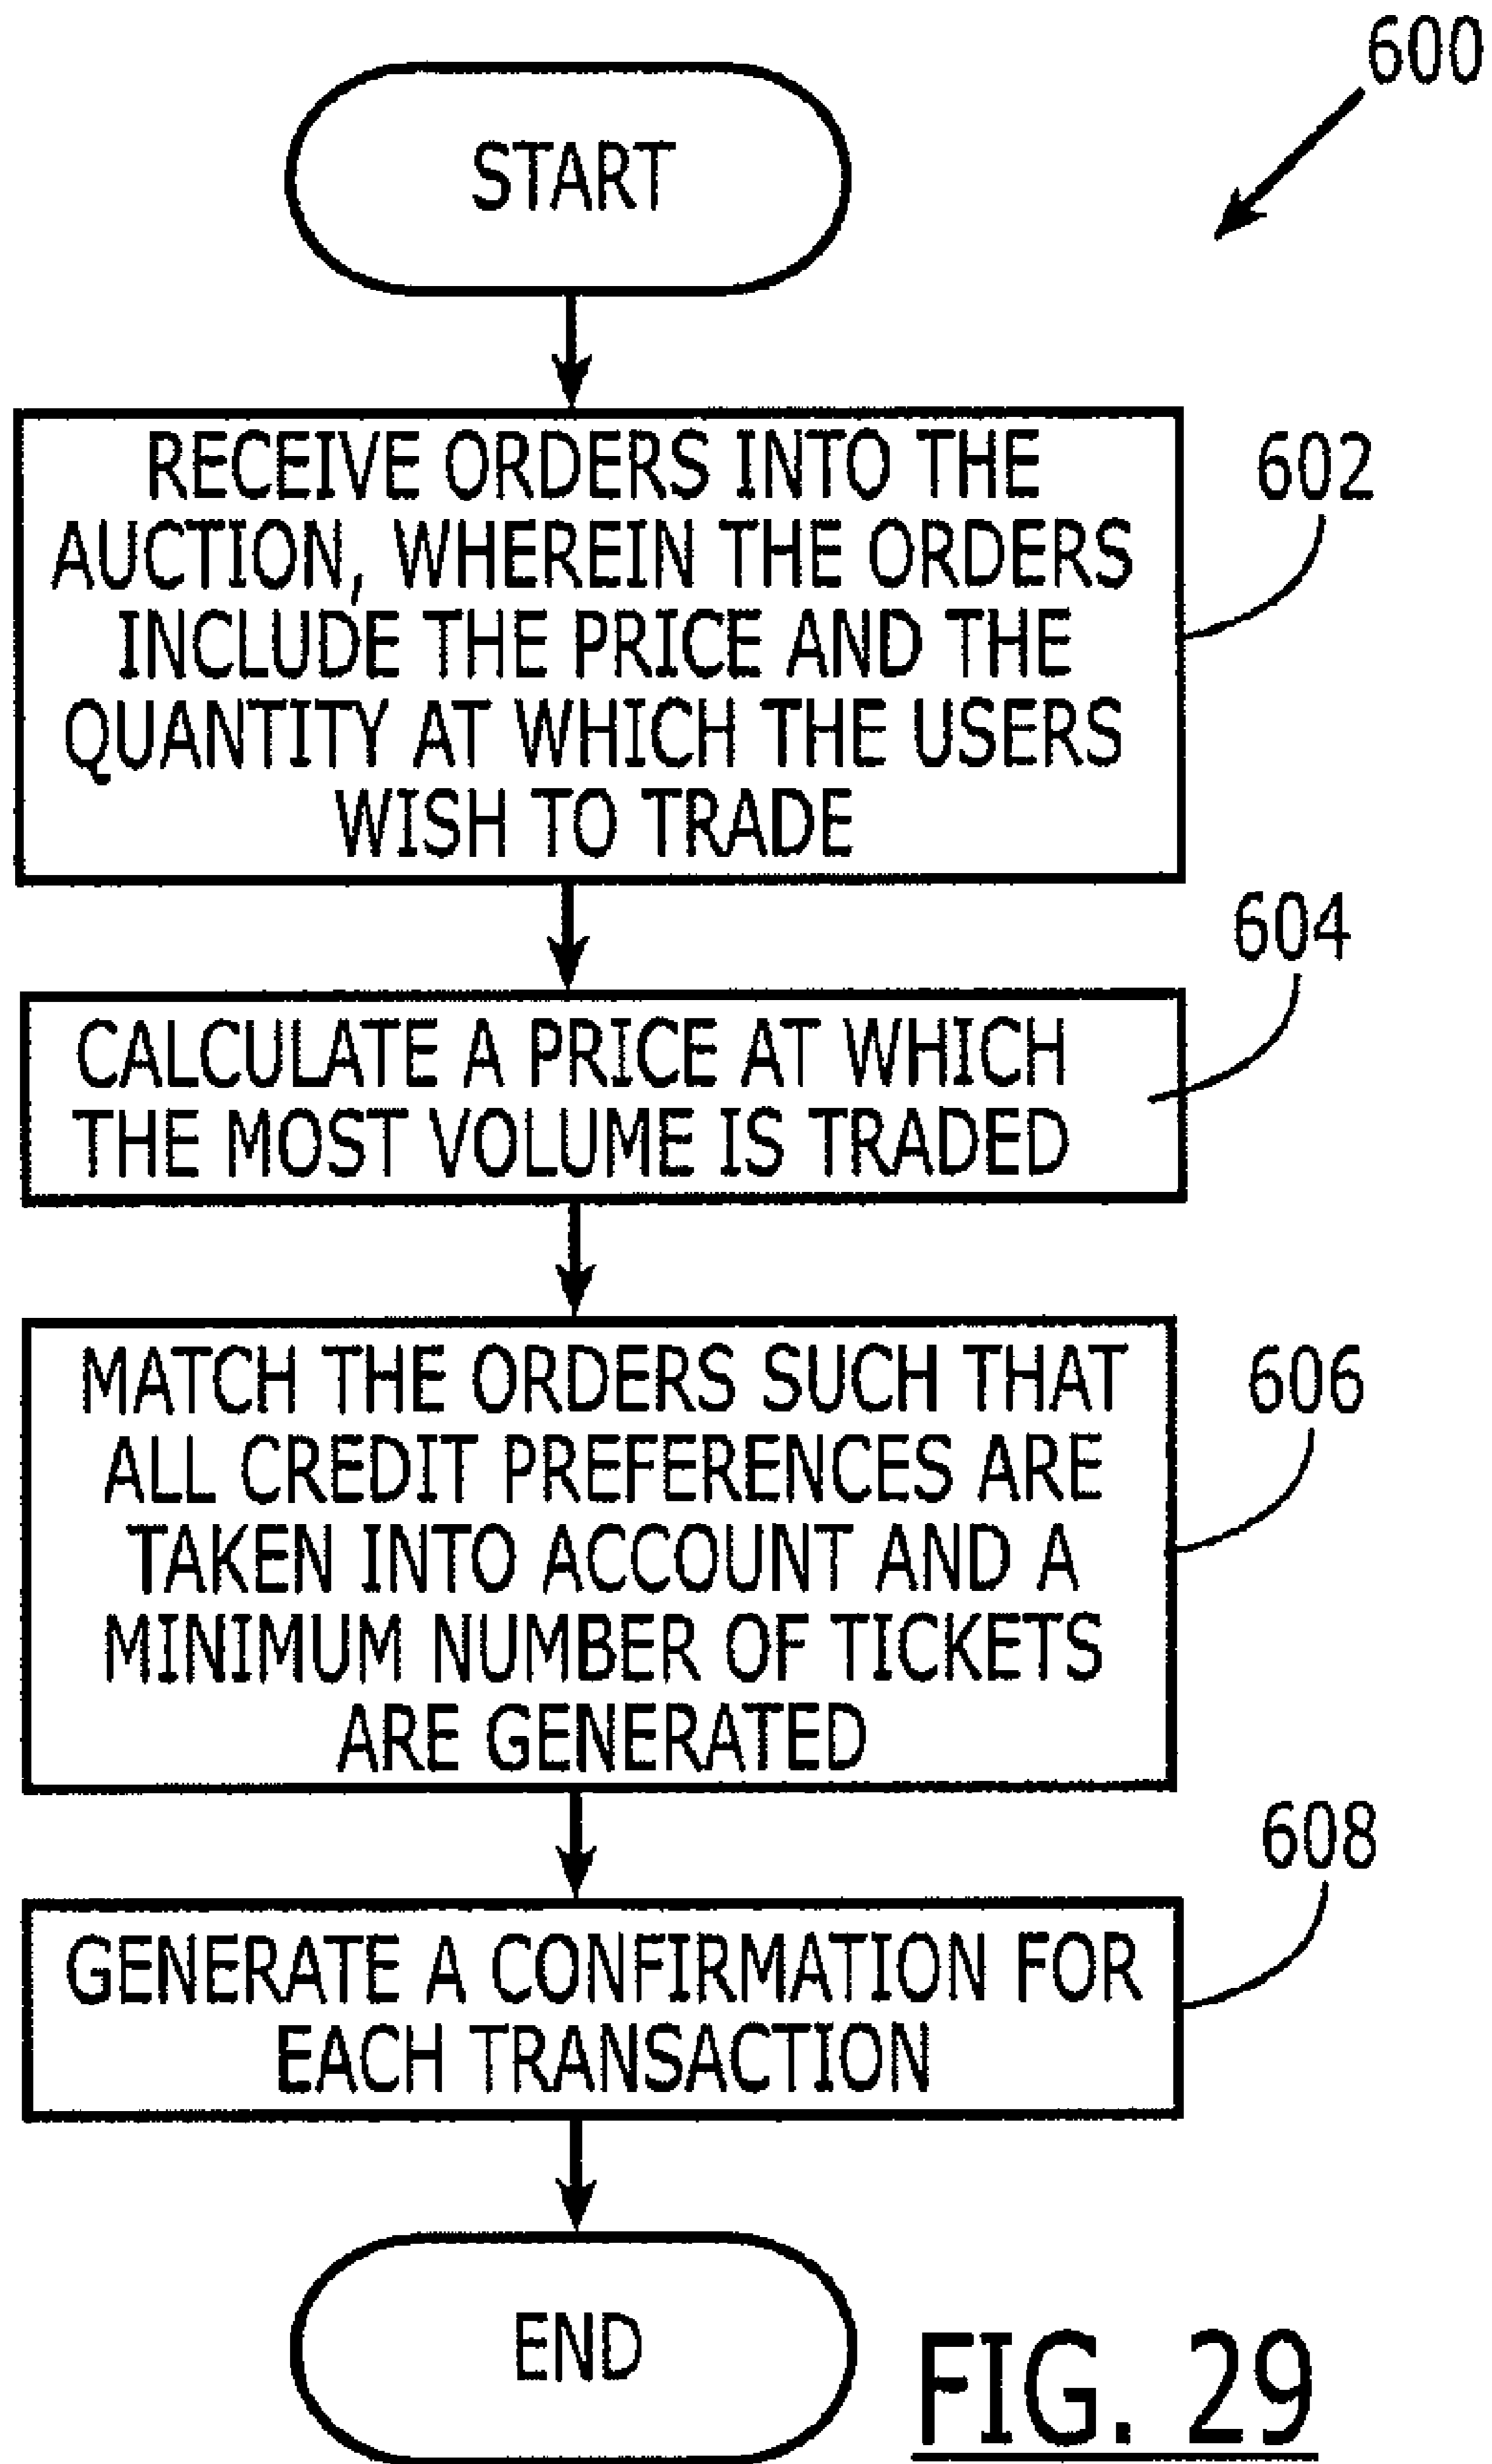 600
START
RECEIVE ORDERS INTO THE
AUCTION, WHEREIN THE ORDERS
INCLUDE THE PRICE AND THE
QUANTITY AT WHICH THE USERS
WISH TO TRADE
602
604
CALCULATE A PRICE AT WHICH
THE MOST VOLUME IS TRADED
MATCH THE ORDERS SUCH THAT
ALL CREDIT PREFERENCES ARE
TAKEN INTO ACCOUNT AND A
MINIMUM NUMBER OF TICKETS
ARE GENERATED
606
608
GENERATE A CONFIRMATION FOR
EACH TRANSACTION
END
FIG. 29